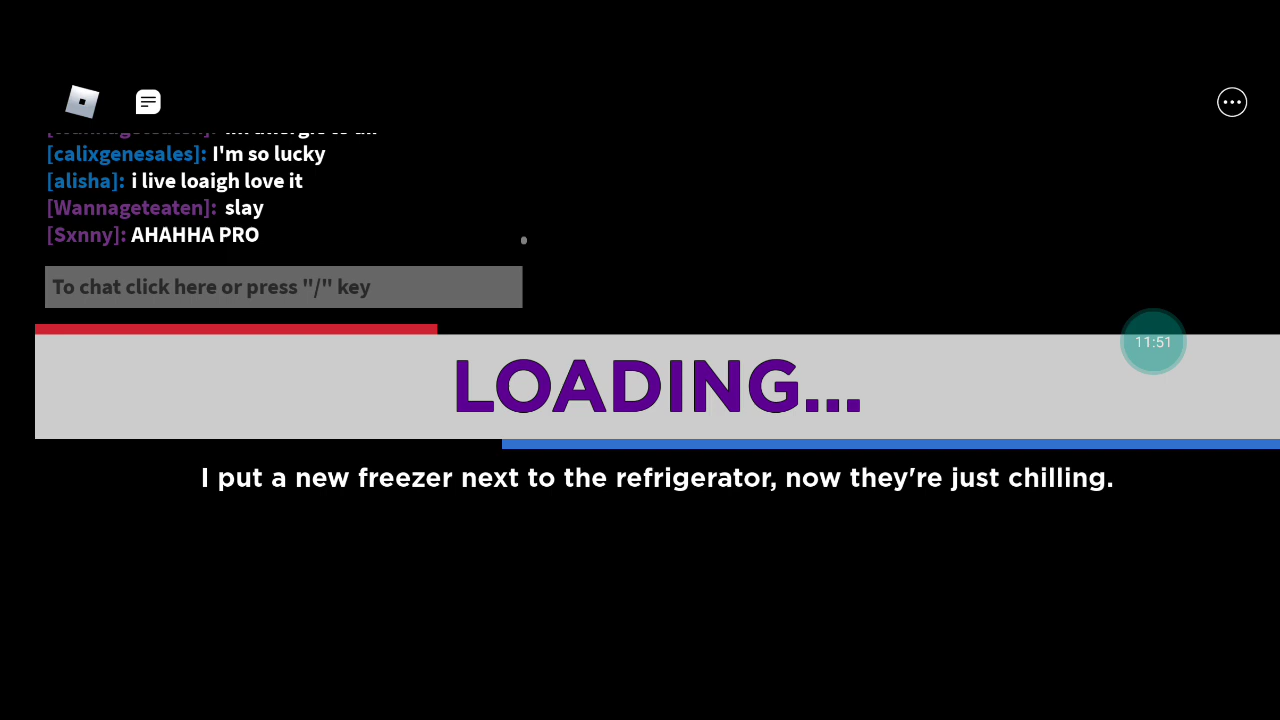 [calixgenesales]: I'm so lucky
[alisha]: i live loaigh love it
[Wannageteaten]: slay
[Sxnny]: AHAHHA PRO
To chat click here or press "/" key
11:51
LOADING...
I put a new freezer next to the refrigerator, now they're just chilling.